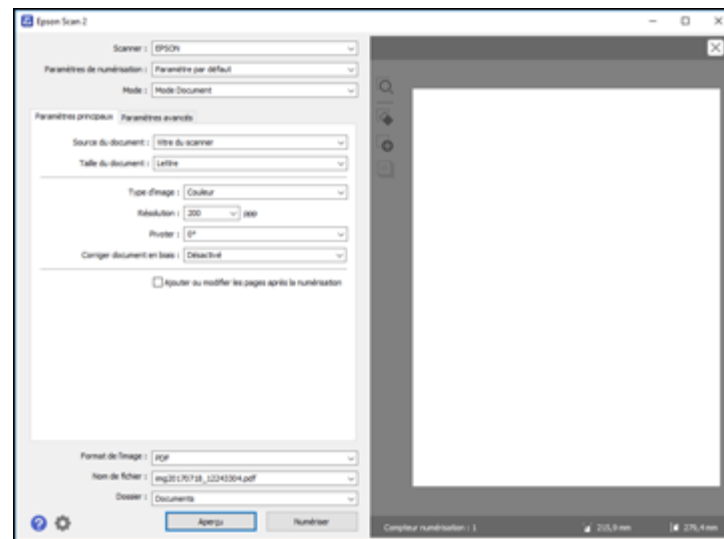 Epson Scan 2
Scanner : EPSON
Paramètres de numérisation : Paramètre par défaut
Mode : Mode Document
Paramètres principaux Paramètres avancés
Source du document : Vitre du scanner
Taille du document : Lettre
Type d'image : Couleur
Résolution : 200 ppp
Pivoter : 0°
Corriger document en biais : Désactivé
Ajouter ou modifier les pages après la numérisation
Format de l'image : PDF
Nom de fichier : img20170718_12243304.pdf
Dossier : Documents
Aperçu Numériser
Compteur numérisation : 1 215,9 mm 279,4 mm